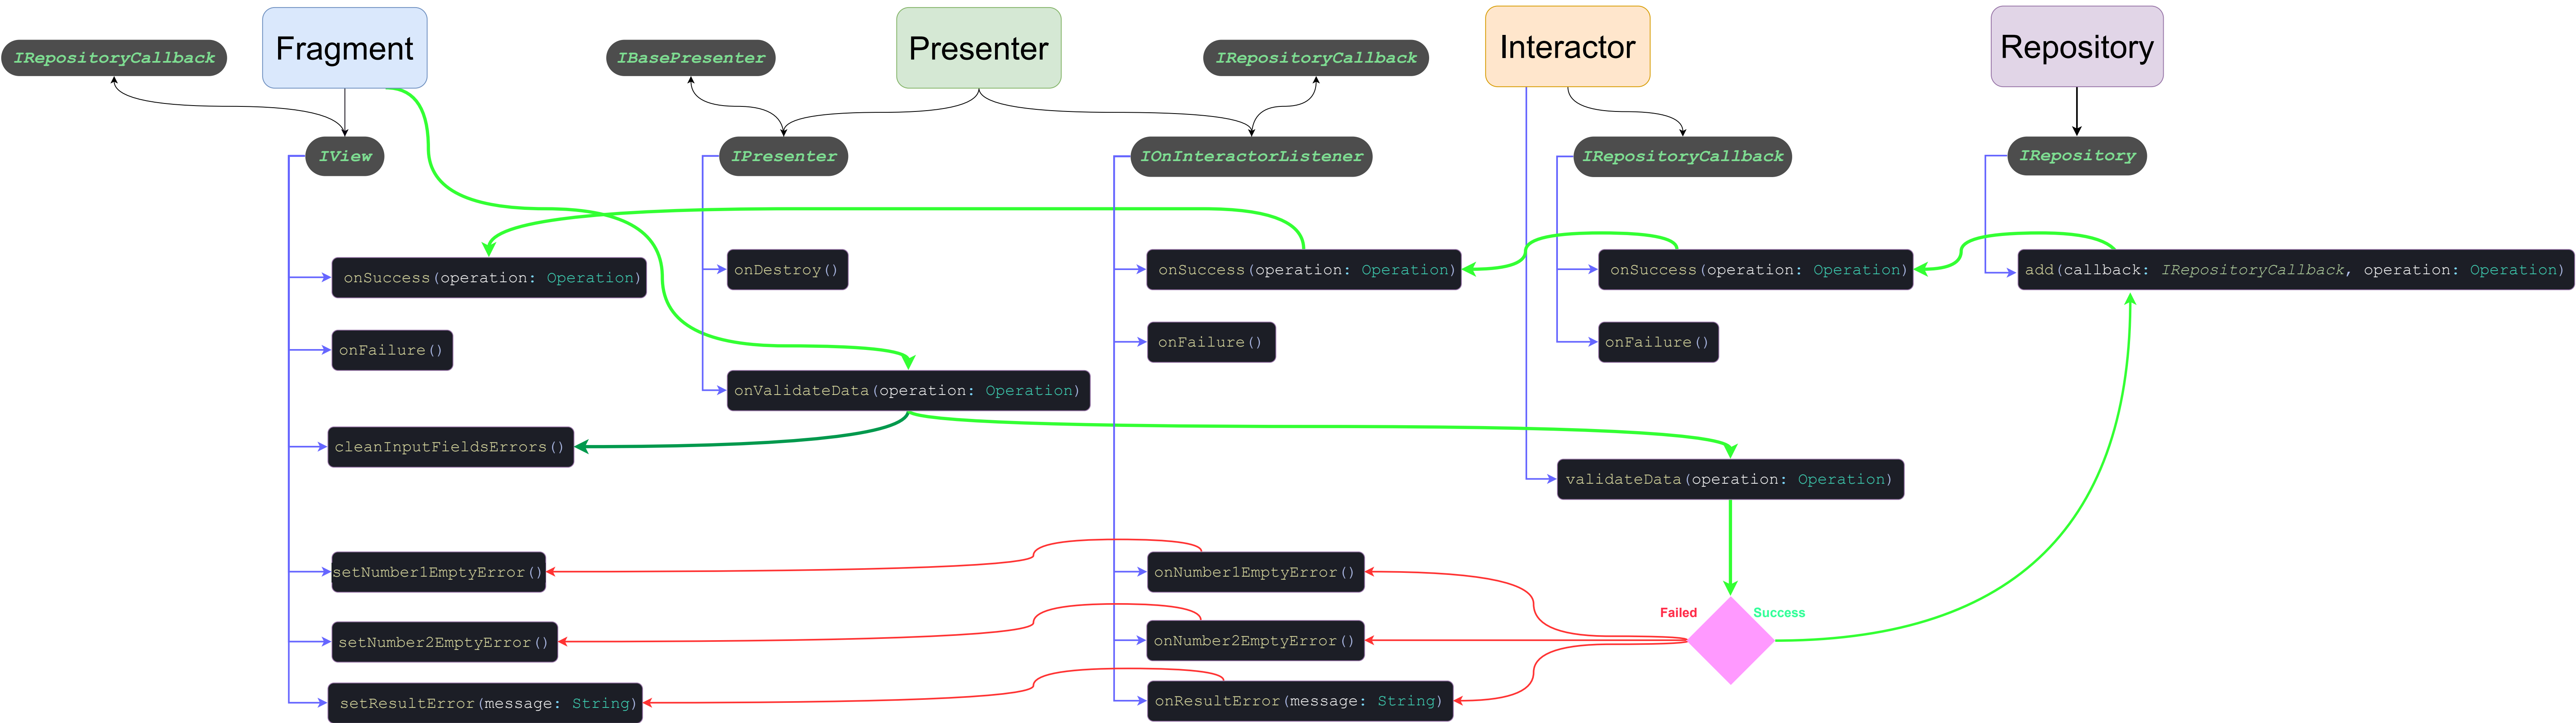 Fragment
Presenter
Interactor
Repository
IRepositoryCallback
IBasePresenter
IRepositoryCallback
IView
IPresenter
IOnInteractorListener
IRepositoryCallback
IRepository
onSuccess(operation: Operation)
onDestroy()
onSuccess(operation: Operation)
onSuccess(operation: Operation)
add(callback: IRepositoryCallback, operation: Operation)
onFailure()
onFailure()
onFailure()
onValidateData(operation: Operation)
cleanInputFieldsErrors()
validateData(operation: Operation)
setNumber1EmptyError()
onNumber1EmptyError()
Failed
Success
setNumber2EmptyError()
onNumber2EmptyError()
setResultError(message: String)
onResultError(message: String)